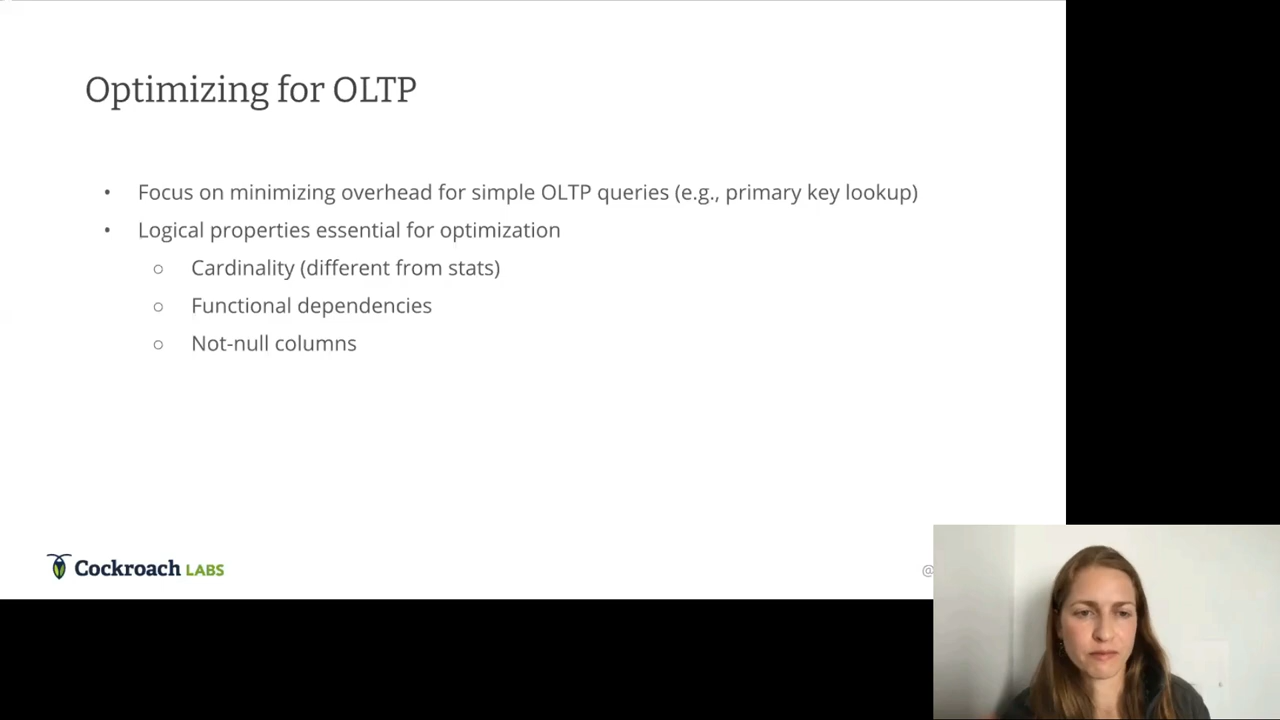 Optimizing for OLTP
• Focus on minimizing overhead for simple OLTP queries (e.g., primary key lookup)
• Logical properties essential for optimization
○ Cardinality (different from stats)
○ Functional dependencies
○ Not-null columns
Cockroach LABS
@